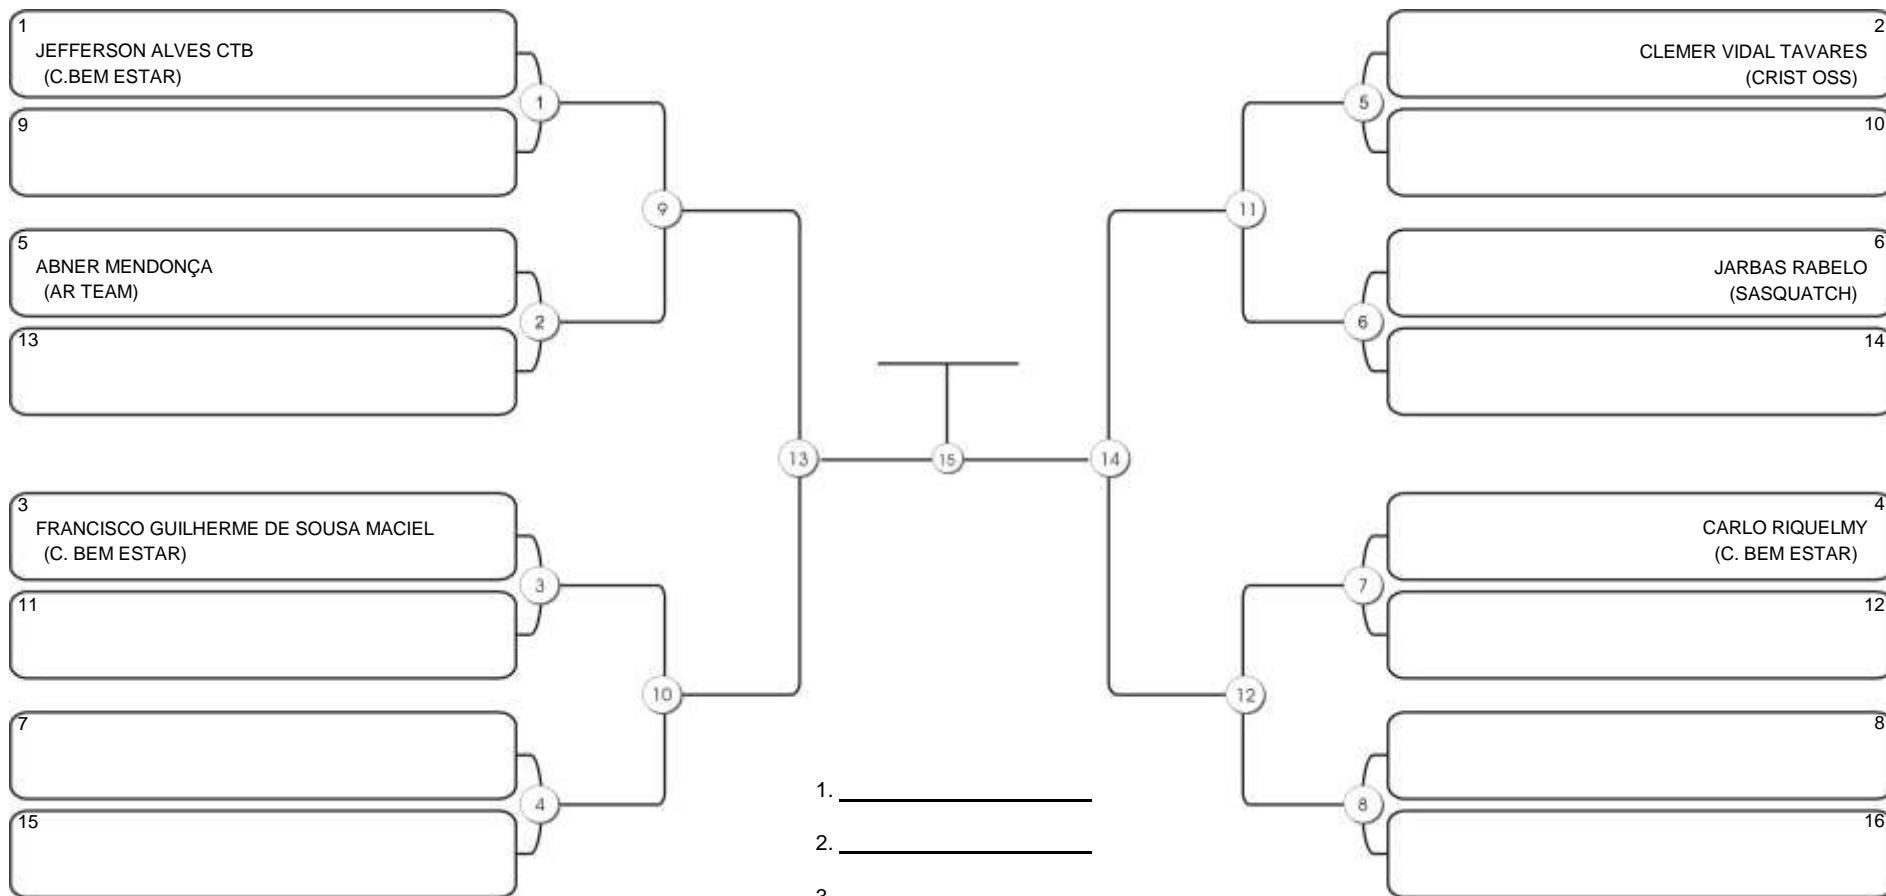 1
JEFFERSON ALVES CTB
(C.BEM ESTAR)
9
1
5
ABNER MENDONÇA
(AR TEAM)
13
2
9
3
FRANCISCO GUILHERME DE SOUSA MACIEL
(C. BEM ESTAR)
11
3
7
15
4
10
13
15
14
2
CLEMER VIDAL TAVARES
(CRIST OSS)
10
5
11
6
JARBAS RABELO
(SASQUATCH)
14
6
4
CARLO RIQUELMY
(C. BEM ESTAR)
12
7
12
8
16
8
1.
2.
3.